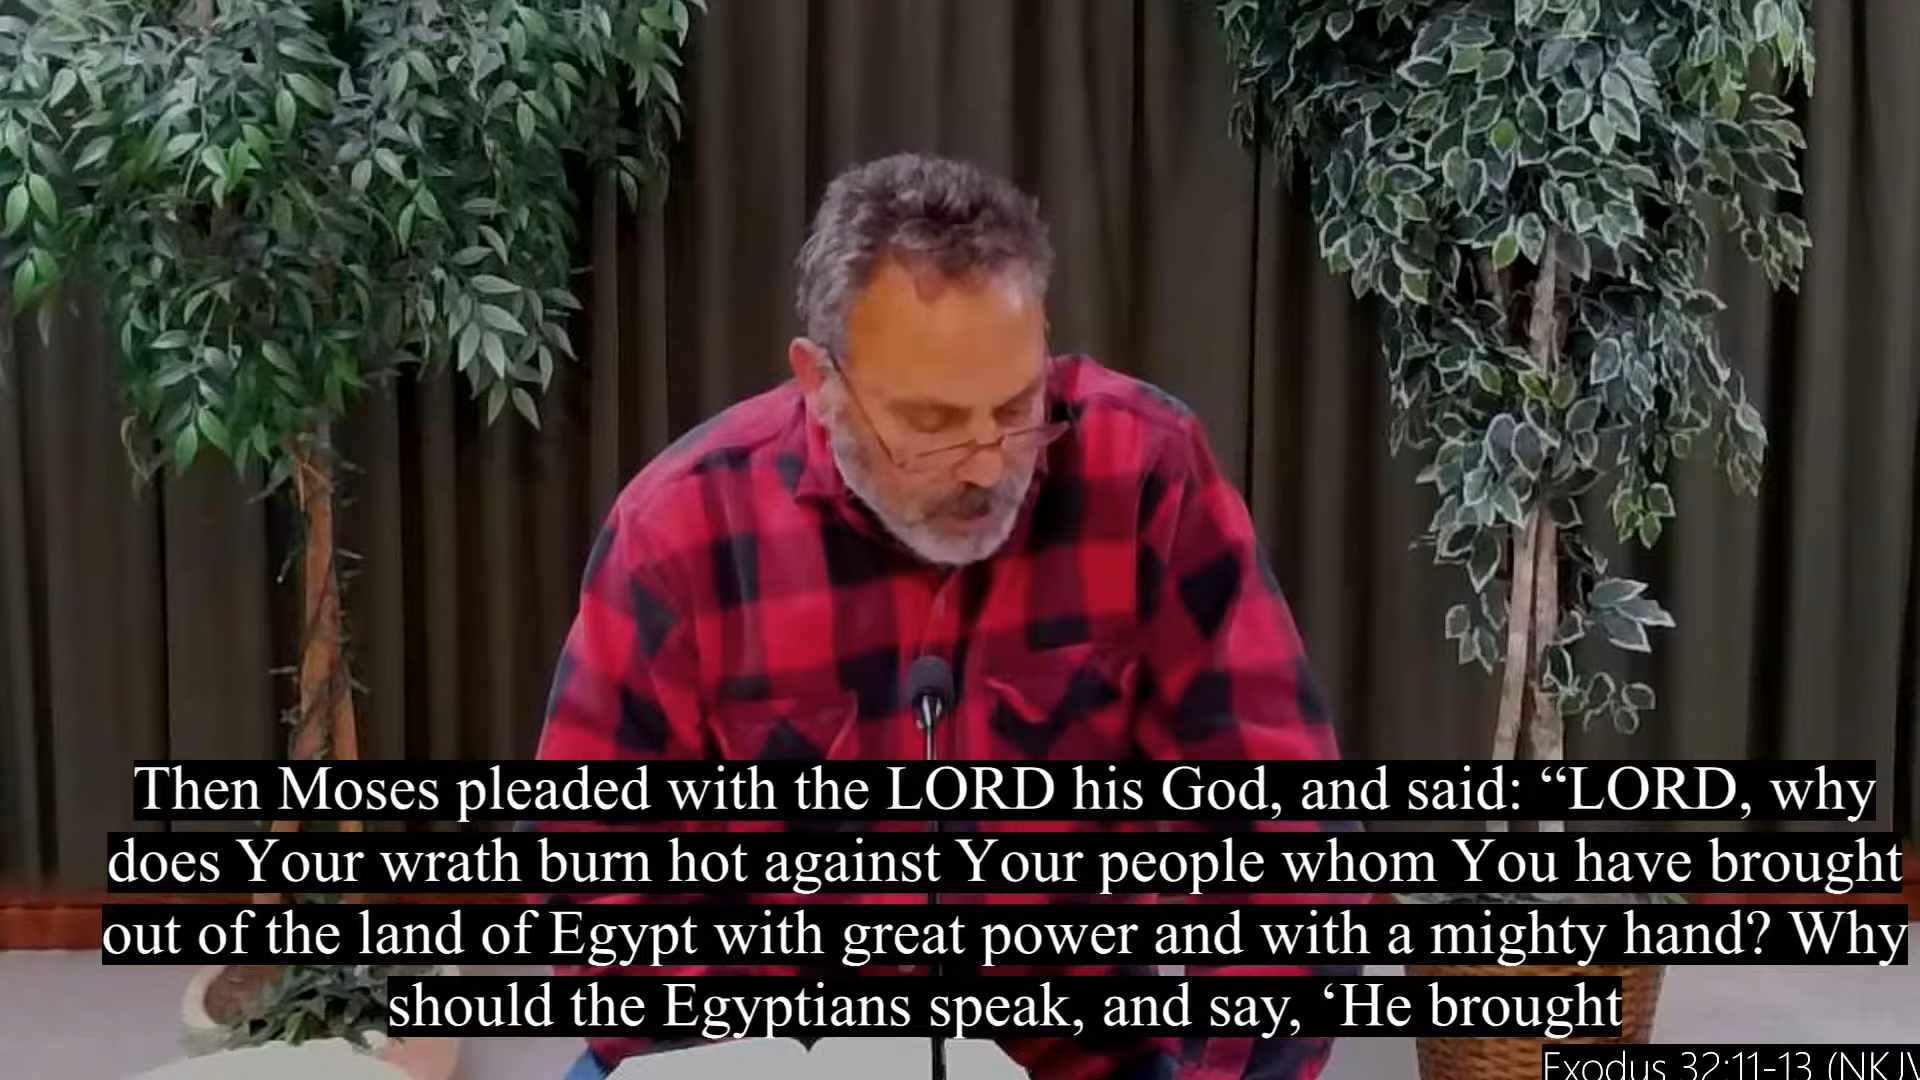 Then Moses pleaded with the LORD his God, and said: “LORD, why
does Your wrath burn hot against Your people whom You have brought
out of the land of Egypt with great power and with a mighty hand? Why
should the Egyptians speak, and say, ‘He brought
Exodus 32:11-13 (NKJV